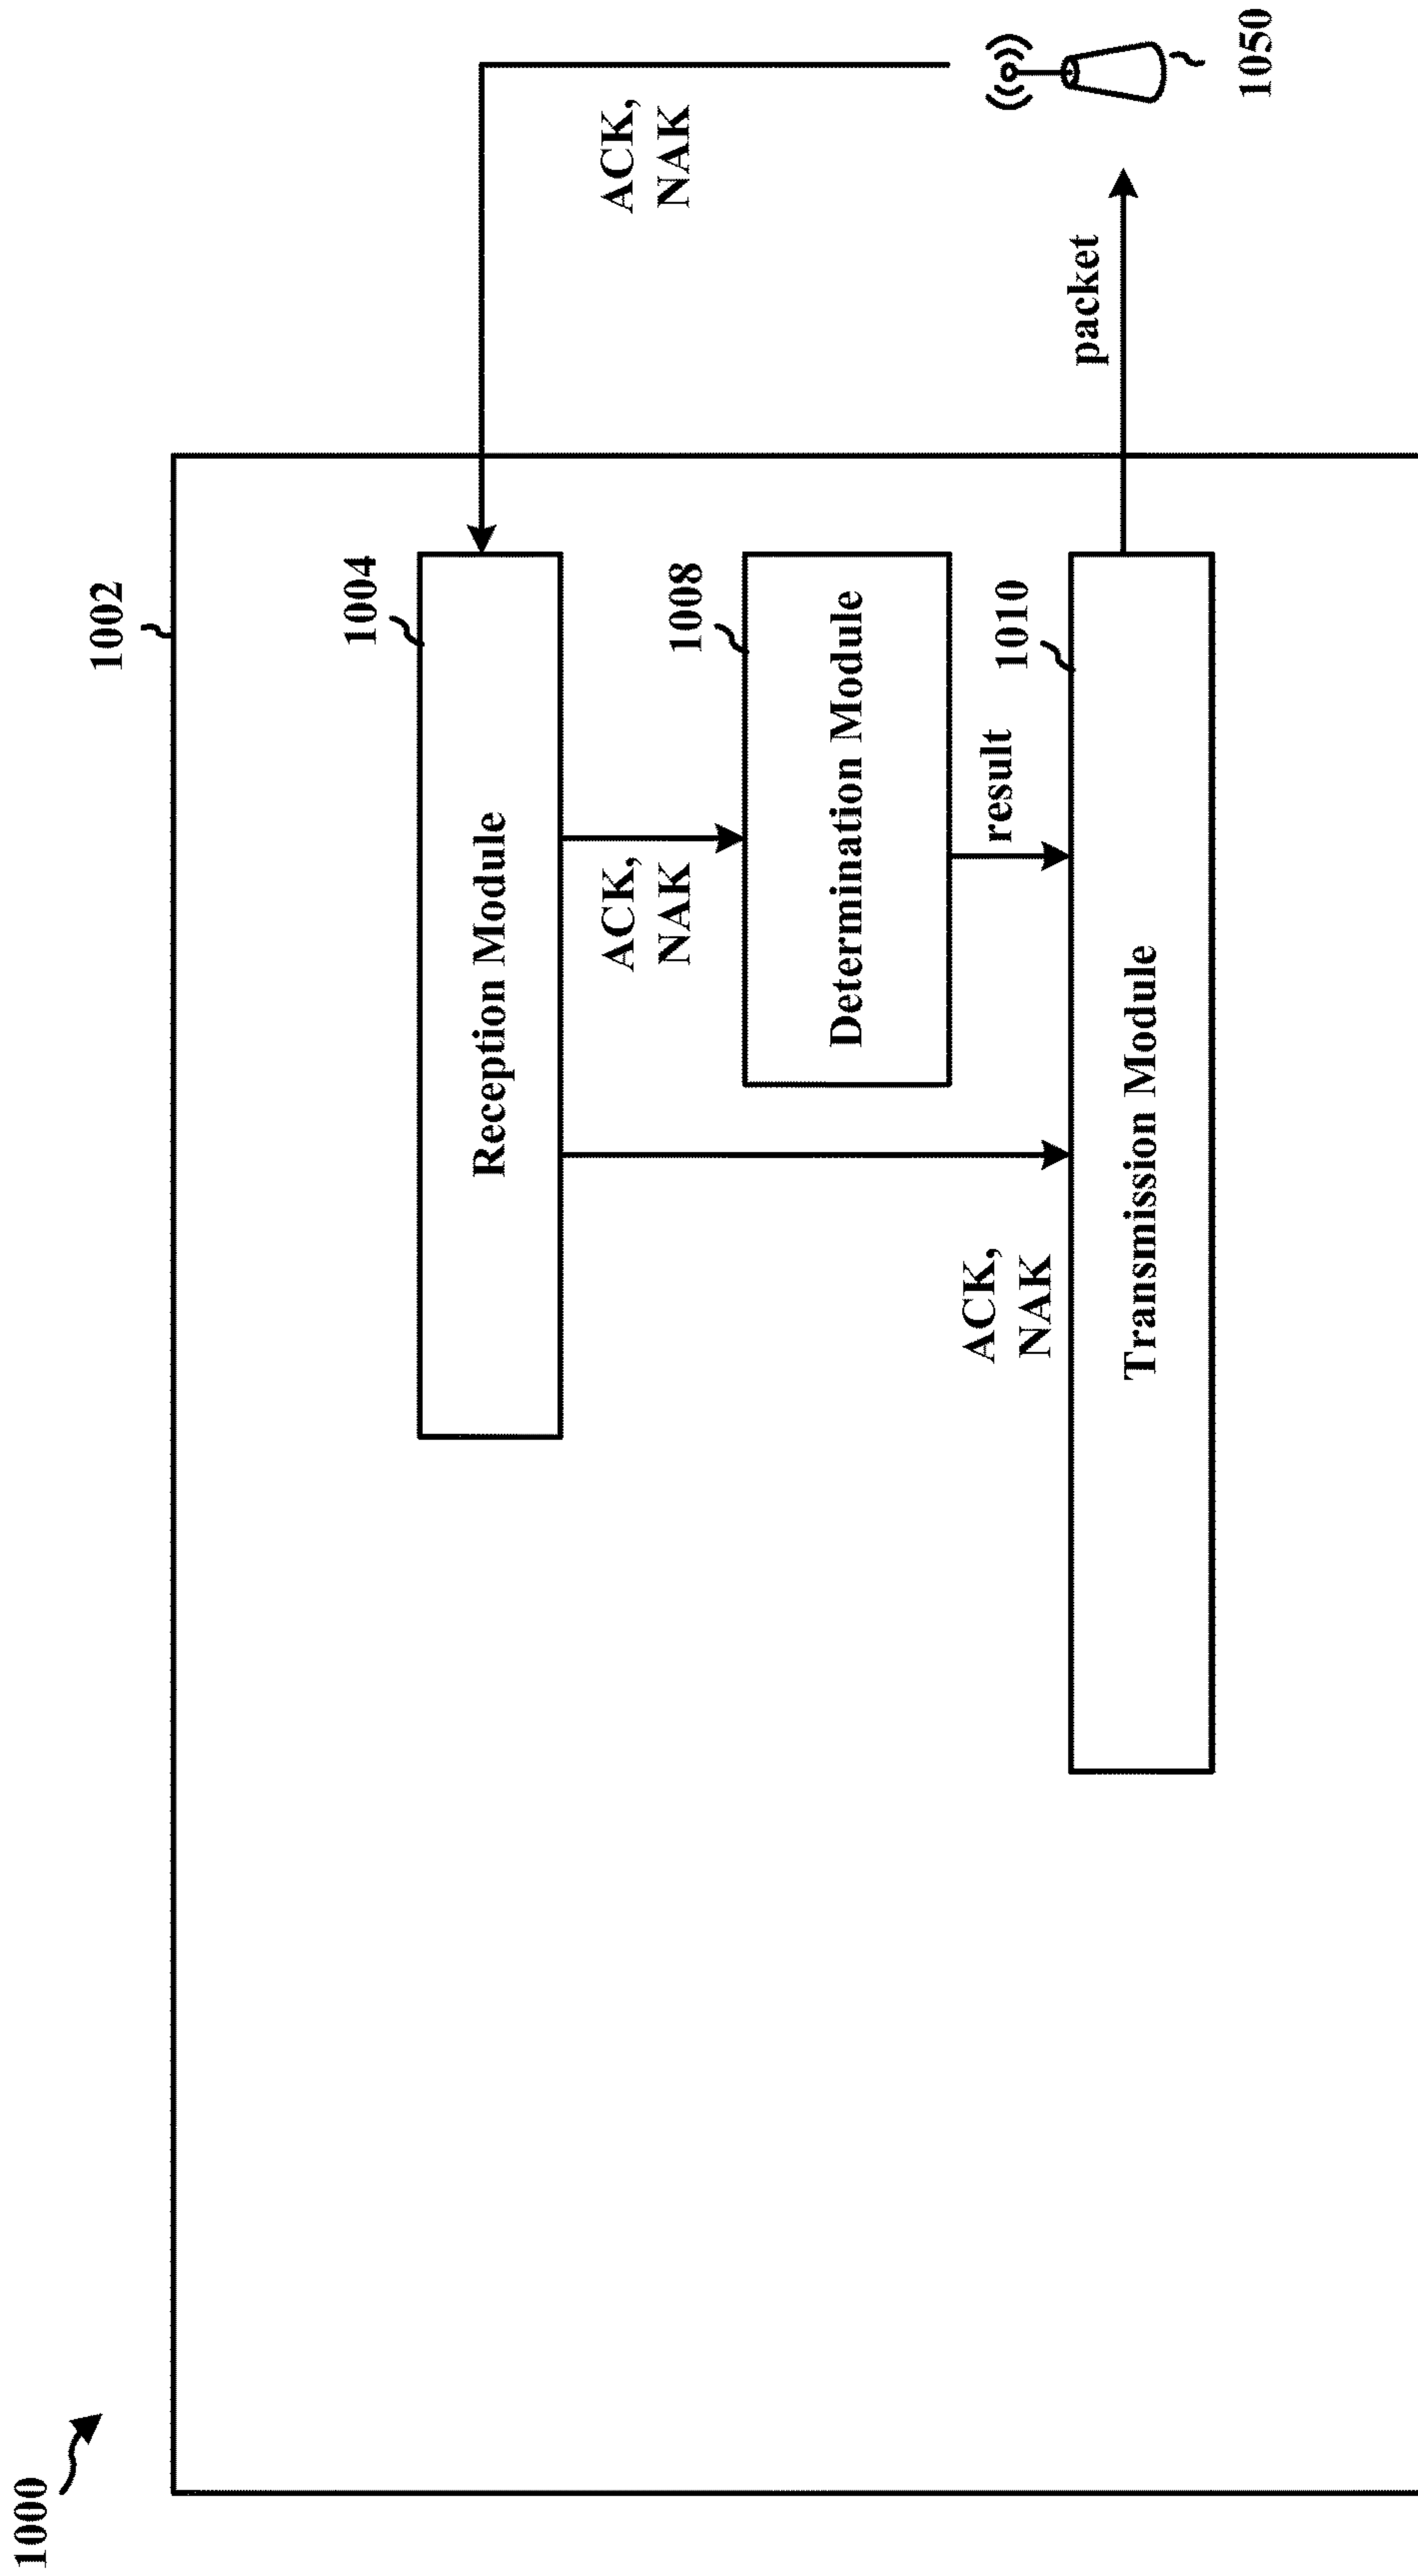 1000
1002
1004
Reception Module
ACK,
NAK
ACK,
NAK
1008
Determination Module
ACK,
NAK
result
1010
Transmission Module
packet
1050